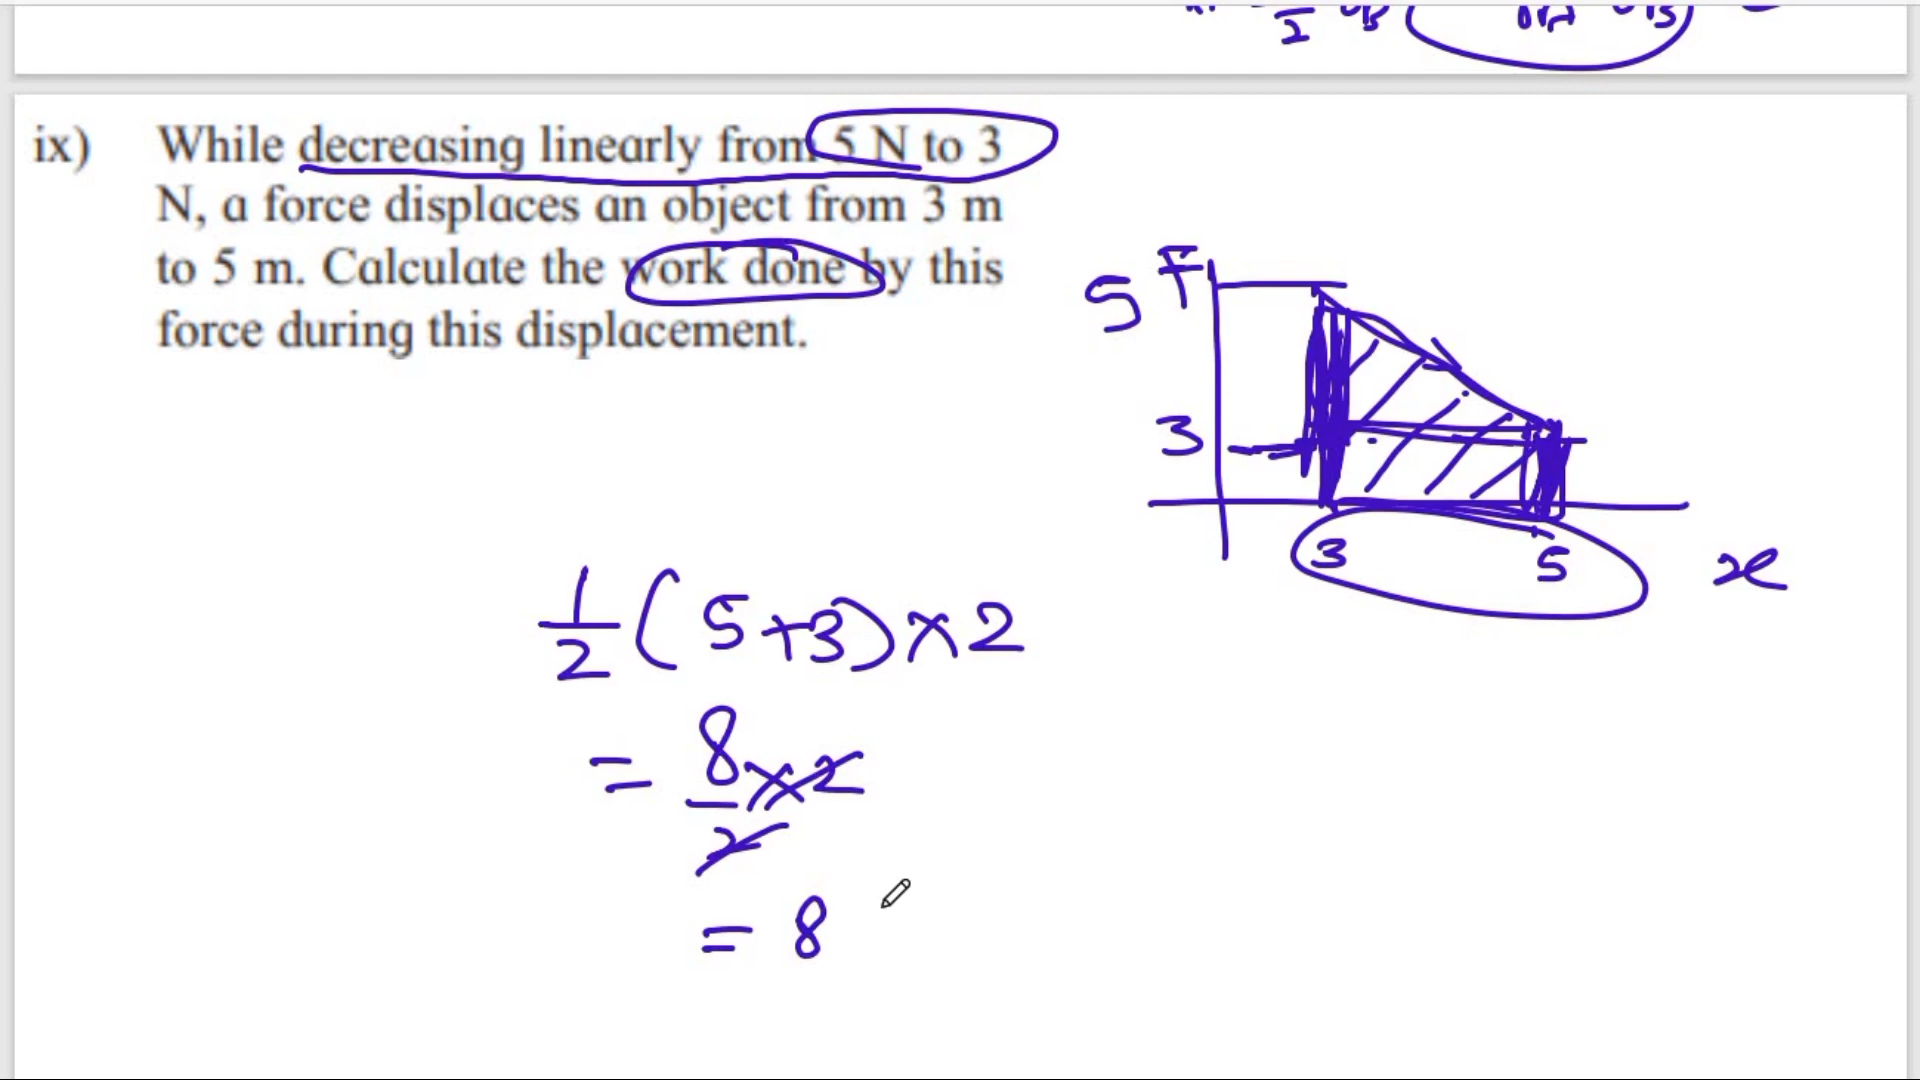 ix) While decreasing linearly from 5 N to 3
N, a force displaces an object from 3 m
to 5 m. Calculate the work done by this
force during this displacement.
5 F
3
3 5 x
1/2 (5+3)×2
= 8×2/2
= 8